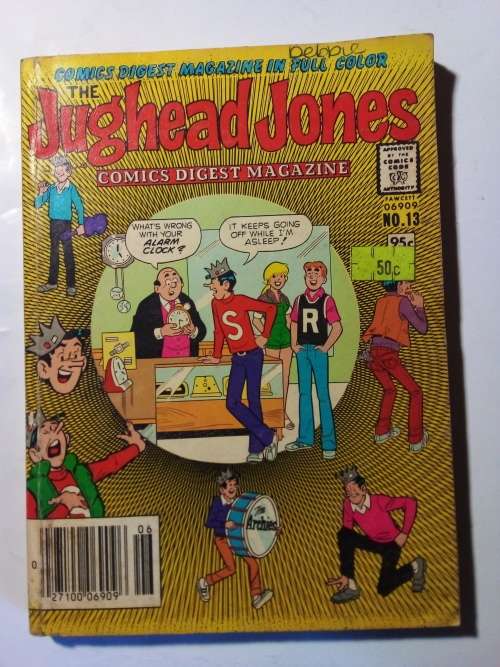 Debbie
COMICS DIGEST MAGAZINE IN FULL COLOR
THE
Jughead Jones
COMICS DIGEST MAGAZINE
APPROVED
BY THE
COMICS
CODE
AUTHORITY
FAWCETT
06909
NO.13
95¢
50¢
WHAT'S WRONG
WITH YOUR
ALARM
CLOCK?
IT KEEPS GOING
OFF WHILE I'M
ASLEEP!
S
R
The
Archies
06
0
27100 06909